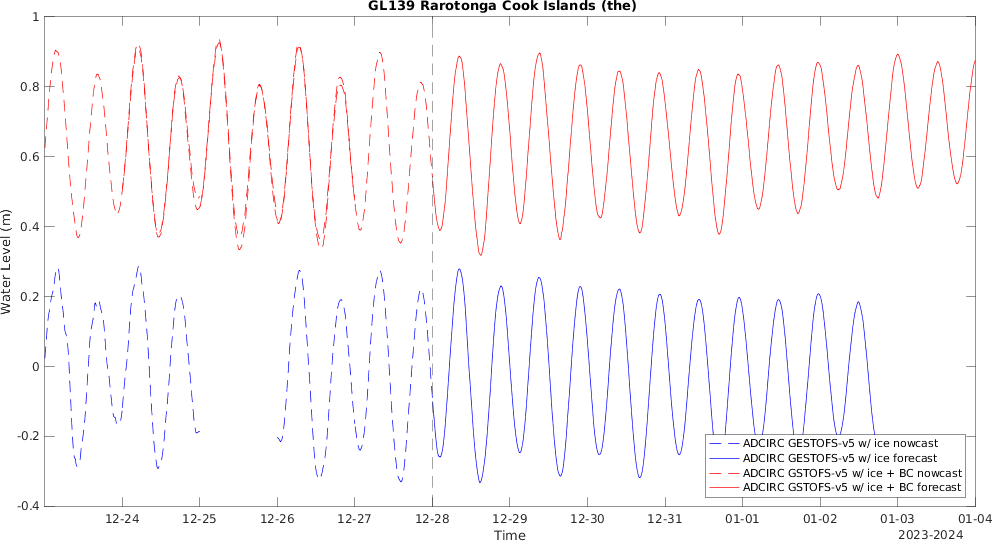 GL139 Rarotonga Cook Islands (the)
Water Level (m)
1
0.8
0.6
0.4
0.2
0
-0.2
-0.4
ADCIRC GESTOFS-v5 w/ ice nowcast
ADCIRC GESTOFS-v5 w/ ice forecast
ADCIRC GSTOFS-v5 w/ ice + BC nowcast
ADCIRC GSTOFS-v5 w/ ice + BC forecast
12-24 12-25 12-26 12-27 12-28 12-29 12-30 12-31 01-01 01-02 01-03 01-04
Time
2023-2024